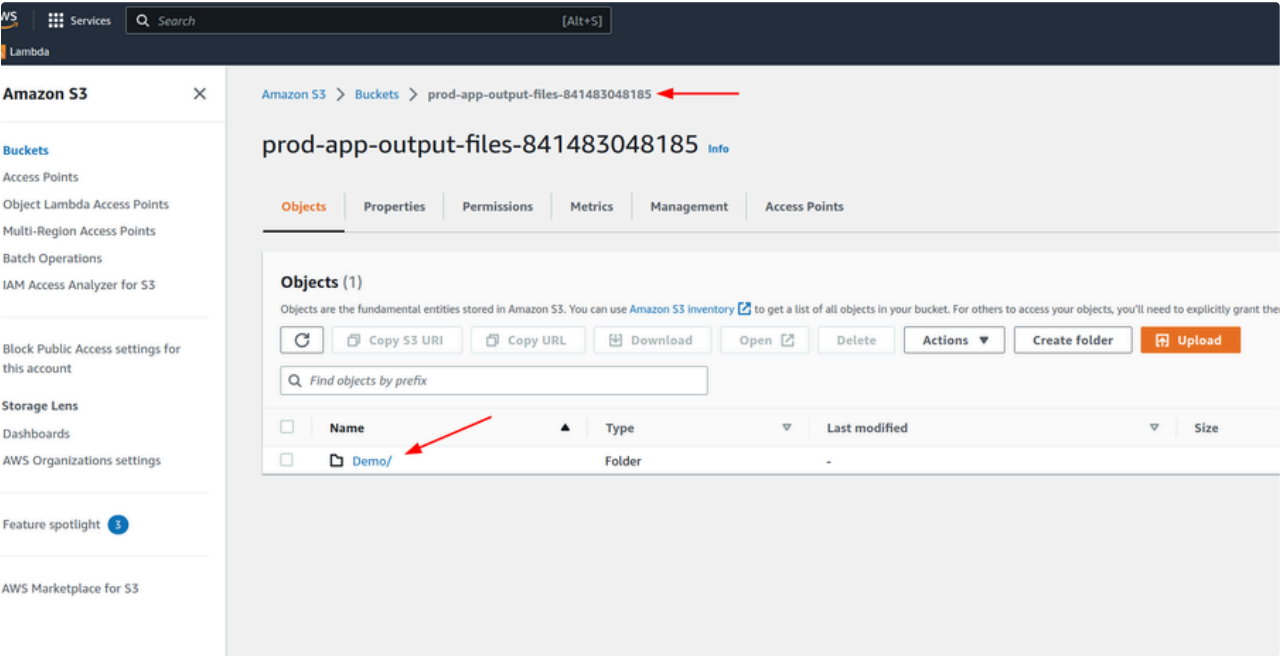 Services
Search
[Alt+S]
Lambda
Amazon S3
Buckets
Access Points
Object Lambda Access Points
Multi-Region Access Points
Batch Operations
IAM Access Analyzer for S3
Block Public Access settings for
this account
Storage Lens
Dashboards
AWS Organizations settings
Feature spotlight 3
AWS Marketplace for S3
Amazon S3 > Buckets > prod-app-output-files-841483048185
prod-app-output-files-841483048185 Info
Objects Properties Permissions Metrics Management Access Points
Objects (1)
Objects are the fundamental entities stored in Amazon S3. You can use Amazon S3 inventory to get a list of all objects in your bucket. For others to access your objects, you'll need to explicitly grant
Copy S3 URI Copy URL Download Open Delete Actions Create folder Upload
Find objects by prefix
Name Type Last modified Size
Demo/ Folder -